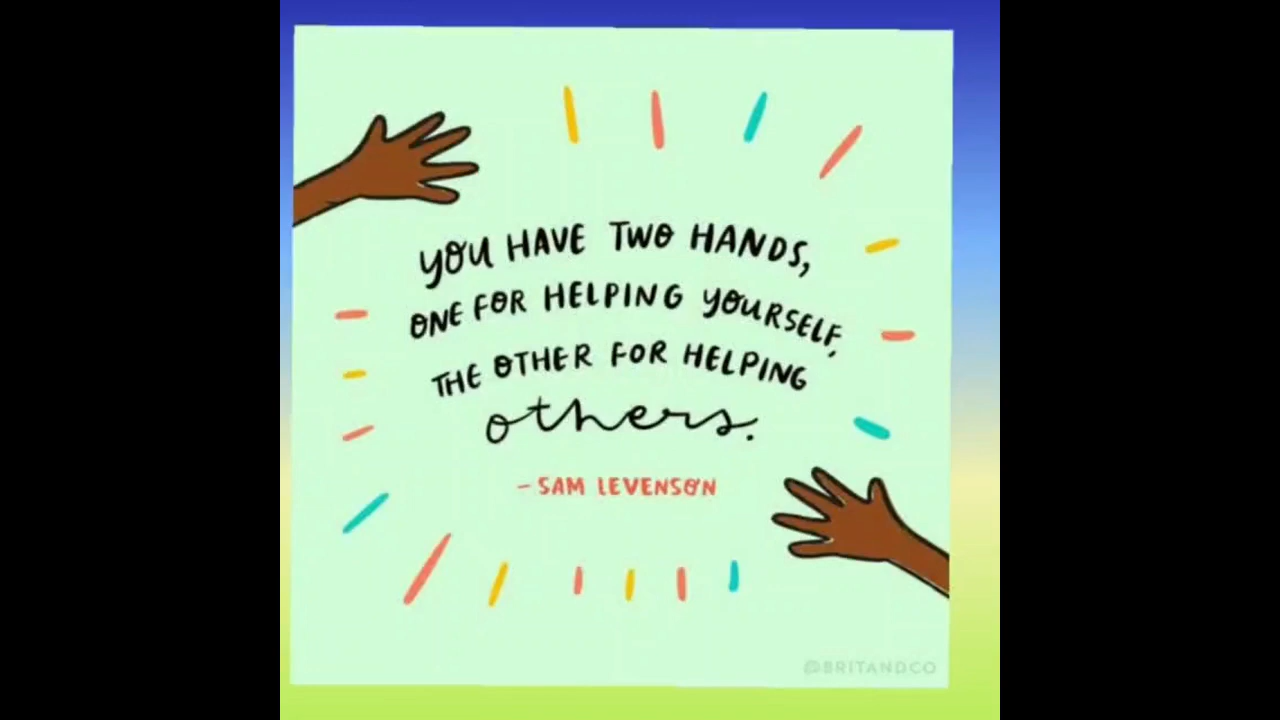 YOU HAVE TWO HANDS,
ONE FOR HELPING YOURSELF,
THE OTHER FOR HELPING
others.
- SAM LEVENSON
@BRITANDCO